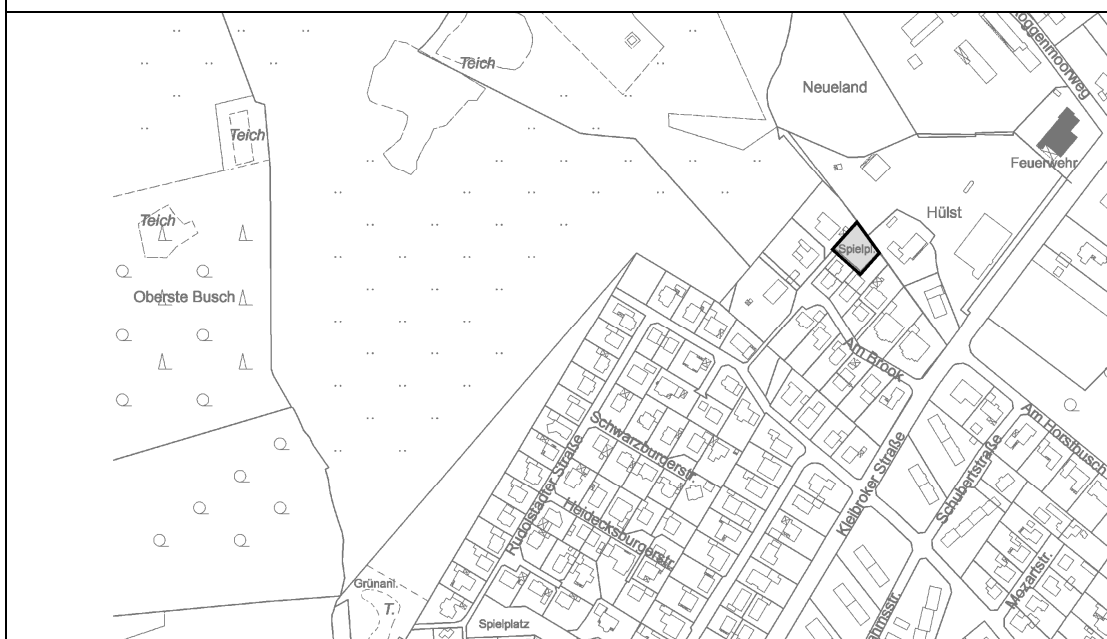 Roggenmoorweg
Teich
Neueland
Teich
Feuerwehr
Teich
Hülst
Spielpl.
Oberste Busch
Am Brook
Schwarzburgerstr.
Am Horstbusch
Rudolstädter Straße
Kleibroker Straße
Schubertstraße
Heidecksburgerstr.
Mozartstr.
Grünanl.
T.
Spielplatz